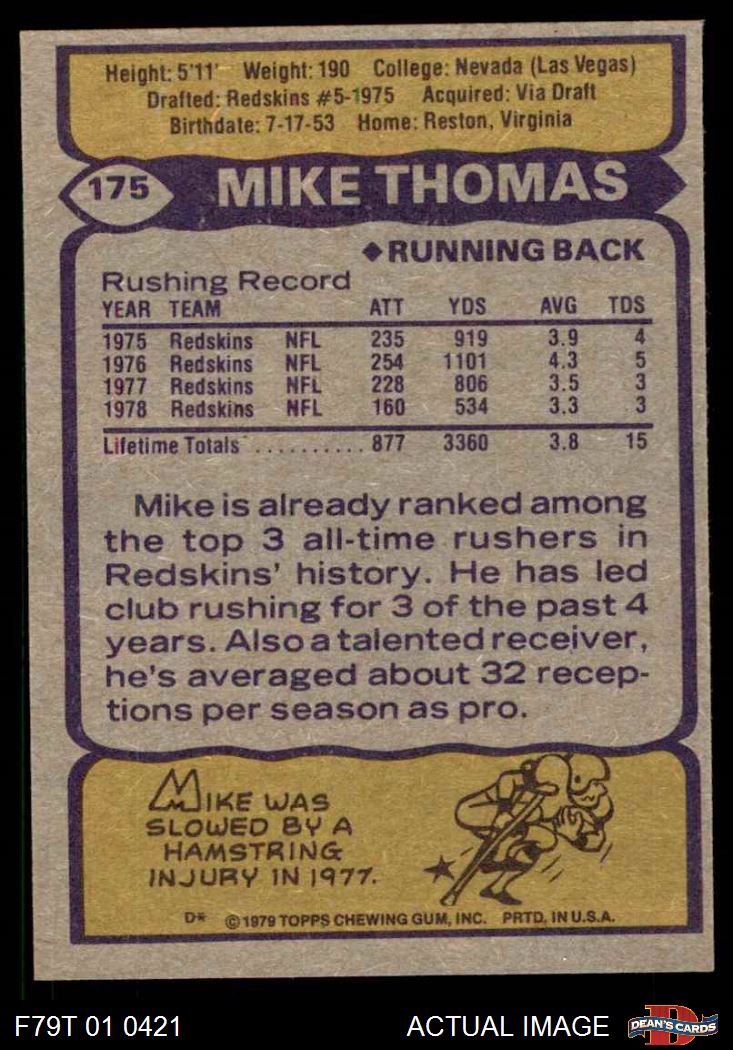 Height: 5'11' Weight: 190 College: Nevada (Las Vegas)
Drafted: Redskins #5-1975 Acquired: Via Draft
Birthdate: 7-17-53 Home: Reston, Virginia
175 MIKE THOMAS
◆RUNNING BACK
Rushing Record
YEAR TEAM ATT YDS AVG TDS
1975 Redskins NFL 235 919 3.9 4
1976 Redskins NFL 254 1101 4.3 5
1977 Redskins NFL 228 806 3.5 3
1978 Redskins NFL 160 534 3.3 3
Lifetime Totals .......... 877 3360 3.8 15
Mike is already ranked among
the top 3 all-time rushers in
Redskins' history. He has led
club rushing for 3 of the past 4
years. Also a talented receiver,
he's averaged about 32 recep-
tions per season as pro.
MIKE WAS
SLOWED BY A
HAMSTRING
INJURY IN 1977.
D* © 1979 TOPPS CHEWING GUM, INC. PRTD. IN U.S.A.
F79T 01 0421 ACTUAL IMAGE D DEAN'S CARDS